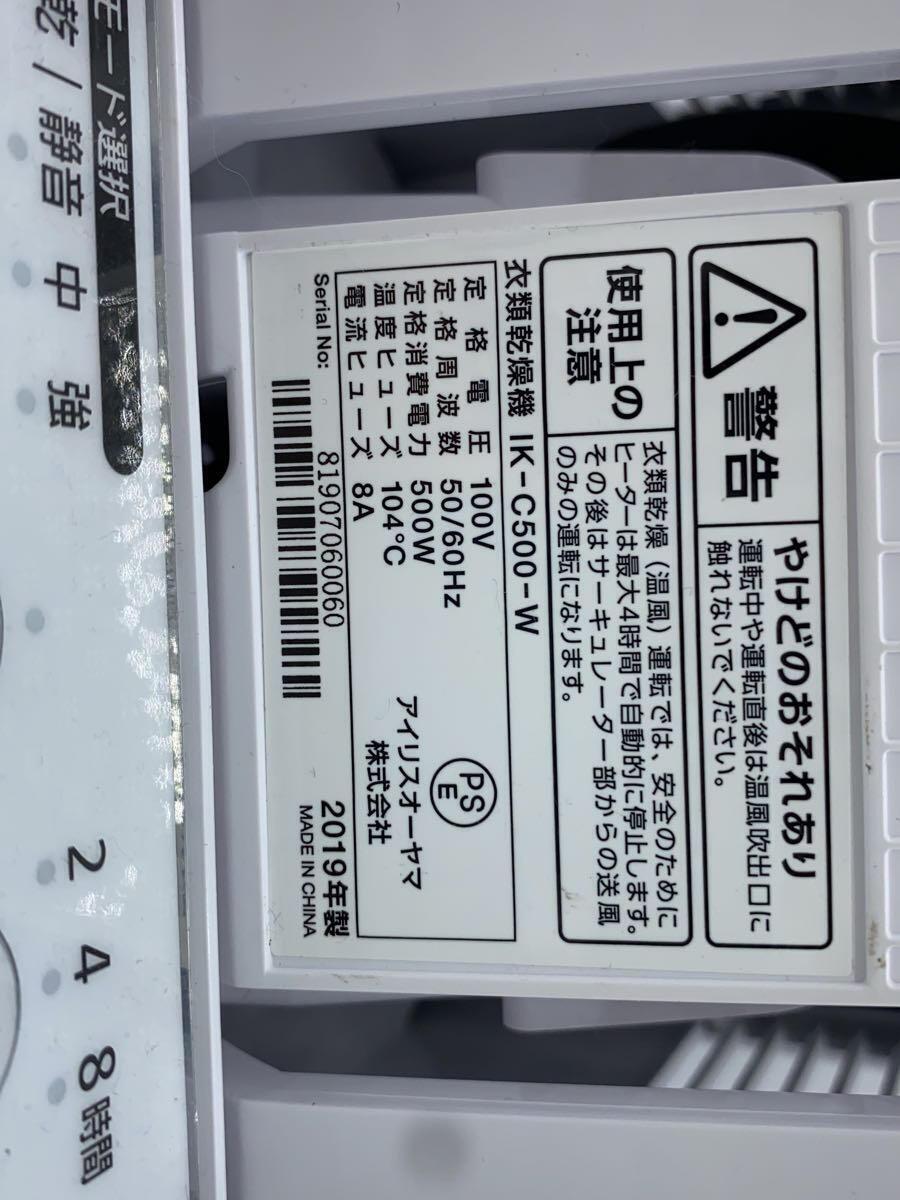 警告
やけどのおそれあり
運転中や運転直後は温風吹出口に
触れないでください。
使用上の
注意
衣類乾燥（温風）運転では、安全のために
ヒーターは最大4時間で自動的に停止します。
その後はサーキュレーター部からの送風
のみの運転になります。
衣類乾燥機 IK-C500-W
定格電圧 100V
定格周波数 50/60Hz
定格消費電力 500W
温度ヒューズ 104℃
電流ヒューズ 8A
PS
E
アイリスオーヤマ
株式会社
Serial No:
81907060060
2019年製
MADE IN CHINA
モード選択
乾/静音 中 強
2 4 8時間